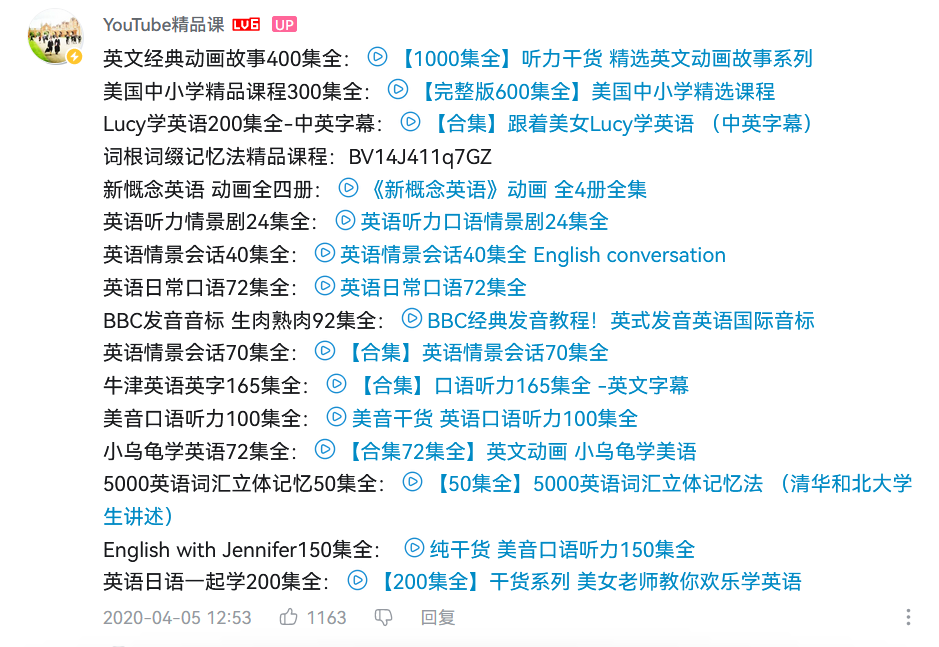 YouTube精品课 LV6 UP
英文经典动画故事400集全： 【1000集全】听力干货 精选英文动画故事系列
美国中小学精品课程300集全： 【完整版600集全】美国中小学精选课程
Lucy学英语200集全-中英字幕： 【合集】跟着美女Lucy学英语 （中英字幕）
词根词缀记忆法精品课程：BV14J411q7GZ
新慨念英语 动画全四册： 《新概念英语》动画 全4册全集
英语听力情景剧24集全： 英语听力口语情景剧24集全
英语情景会话40集全： 英语情景会话40集全 English conversation
英语日常口语72集全： 英语日常口语72集全
BBC发音音标 生肉熟肉92集全： BBC经典发音教程！英式发音英语国际音标
英语情景会话70集全： 【合集】英语情景会话70集全
牛津英语英字165集全： 【合集】口语听力165集全 -英文字幕
美音口语听力100集全： 美音干货 英语口语听力100集全
小乌龟学英语72集全： 【合集72集全】英文动画 小乌龟学美语
5000英语词汇立体记忆50集全： 【50集全】5000英语词汇立体记忆法 （清华和北大学
生讲述）
English with Jennifer150集全： 纯干货 美音口语听力150集全
英语日语一起学200集全： 【200集全】干货系列 美女老师教你欢乐学英语
2020-04-05 12:53 1163 回复